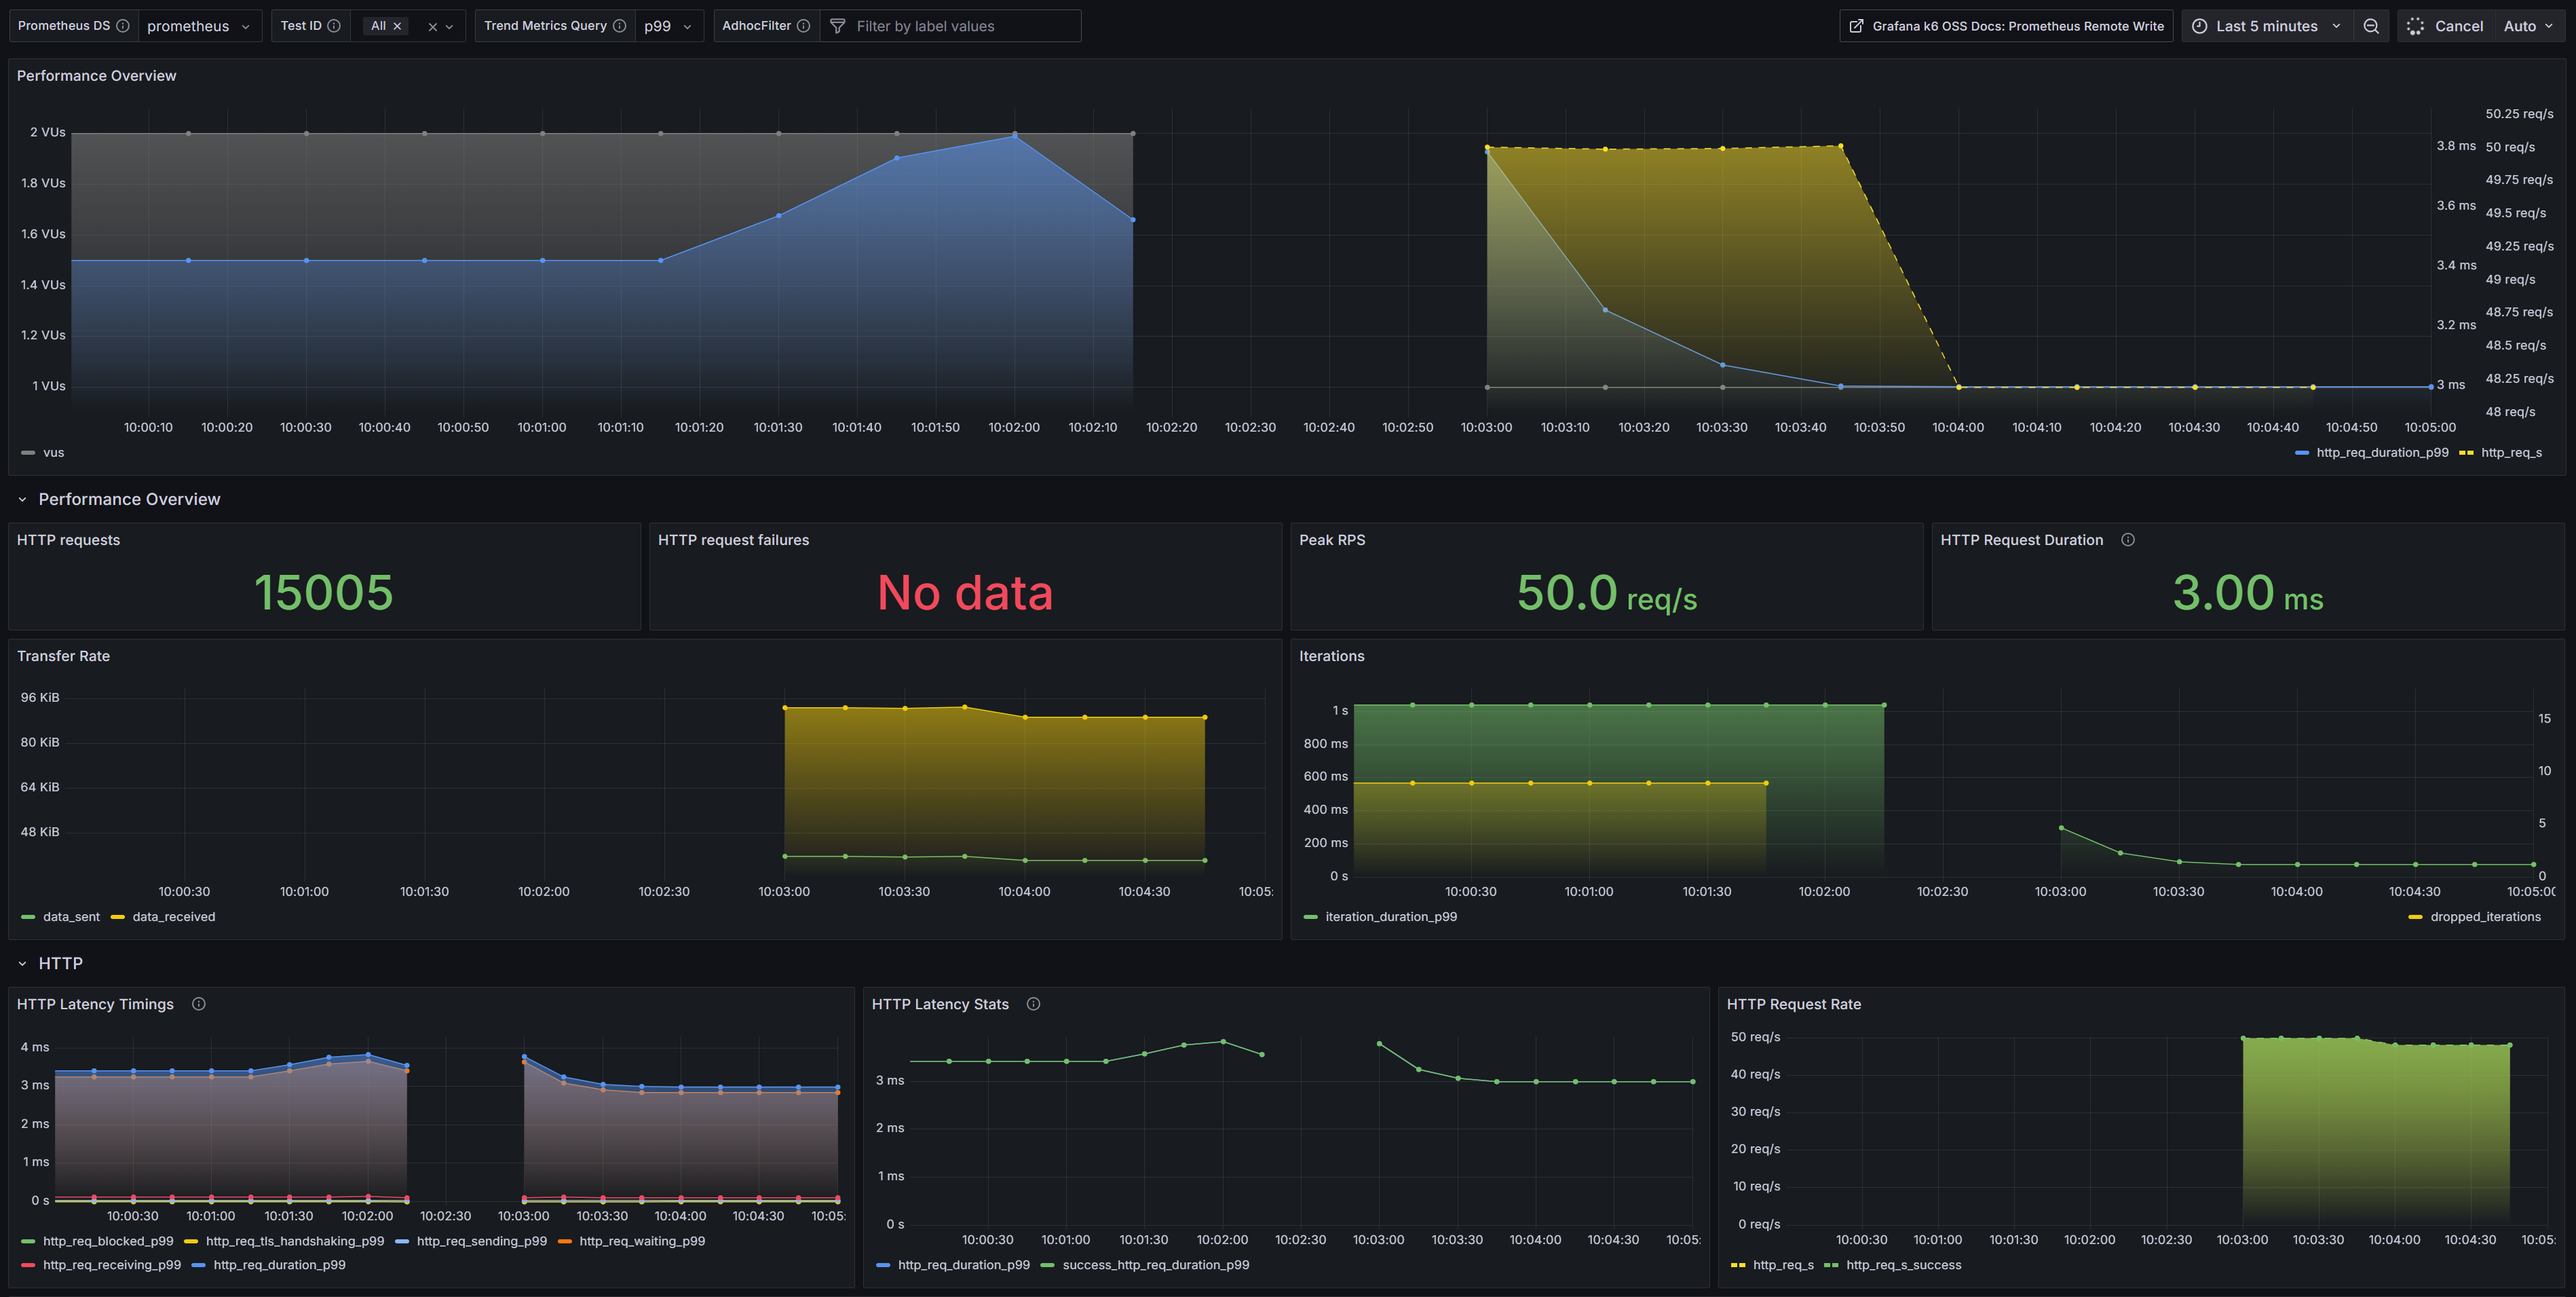 Prometheus DS prometheus Test ID All Trend Metrics Query p99 AdhocFilter Filter by label values Grafana k6 OSS Docs: Prometheus Remote Write Last 5 minutes Cancel Auto
Performance Overview
50.25 req/s
2 VUs 3.8 ms 50 req/s
1.8 VUs 49.75 req/s
3.6 ms 49.5 req/s
1.6 VUs 49.25 req/s
3.4 ms 49 req/s
1.4 VUs 48.75 req/s
1.2 VUs 3.2 ms 48.5 req/s
1 VUs 3 ms 48.25 req/s
48 req/s
10:00:10 10:00:20 10:00:30 10:00:40 10:00:50 10:01:00 10:01:10 10:01:20 10:01:30 10:01:40 10:01:50 10:02:00 10:02:10 10:02:20 10:02:30 10:02:40 10:02:50 10:03:00 10:03:10 10:03:20 10:03:30 10:03:40 10:03:50 10:04:00 10:04:10 10:04:20 10:04:30 10:04:40 10:04:50 10:05:00
vus http_req_duration_p99 http_req_s
Performance Overview
HTTP requests
15005
HTTP request failures
No data
Peak RPS
50.0 req/s
HTTP Request Duration
3.00 ms
Transfer Rate
96 KiB
80 KiB
64 KiB
48 KiB
10:00:30 10:01:00 10:01:30 10:02:00 10:02:30 10:03:00 10:03:30 10:04:00 10:04:30 10:05:
data_sent data_received
Iterations
1 s 15
800 ms
600 ms 10
400 ms
200 ms 5
0 s 0
10:00:30 10:01:00 10:01:30 10:02:00 10:02:30 10:03:00 10:03:30 10:04:00 10:04:30 10:05:0
iteration_duration_p99 dropped_iterations
HTTP
HTTP Latency Timings
4 ms
3 ms
2 ms
1 ms
0 s
10:00:30 10:01:00 10:01:30 10:02:00 10:02:30 10:03:00 10:03:30 10:04:00 10:04:30 10:05:
http_req_blocked_p99 http_req_tls_handshaking_p99 http_req_sending_p99 http_req_waiting_p99
http_req_receiving_p99 http_req_duration_p99
HTTP Latency Stats
3 ms
2 ms
1 ms
0 s
10:00:30 10:01:00 10:01:30 10:02:00 10:02:30 10:03:00 10:03:30 10:04:00 10:04:30 10:05:
http_req_duration_p99 success_http_req_duration_p99
HTTP Request Rate
50 req/s
40 req/s
30 req/s
20 req/s
10 req/s
0 req/s
10:00:30 10:01:00 10:01:30 10:02:00 10:02:30 10:03:00 10:03:30 10:04:00 10:04:30 10:05:
http_req_s http_req_s_success